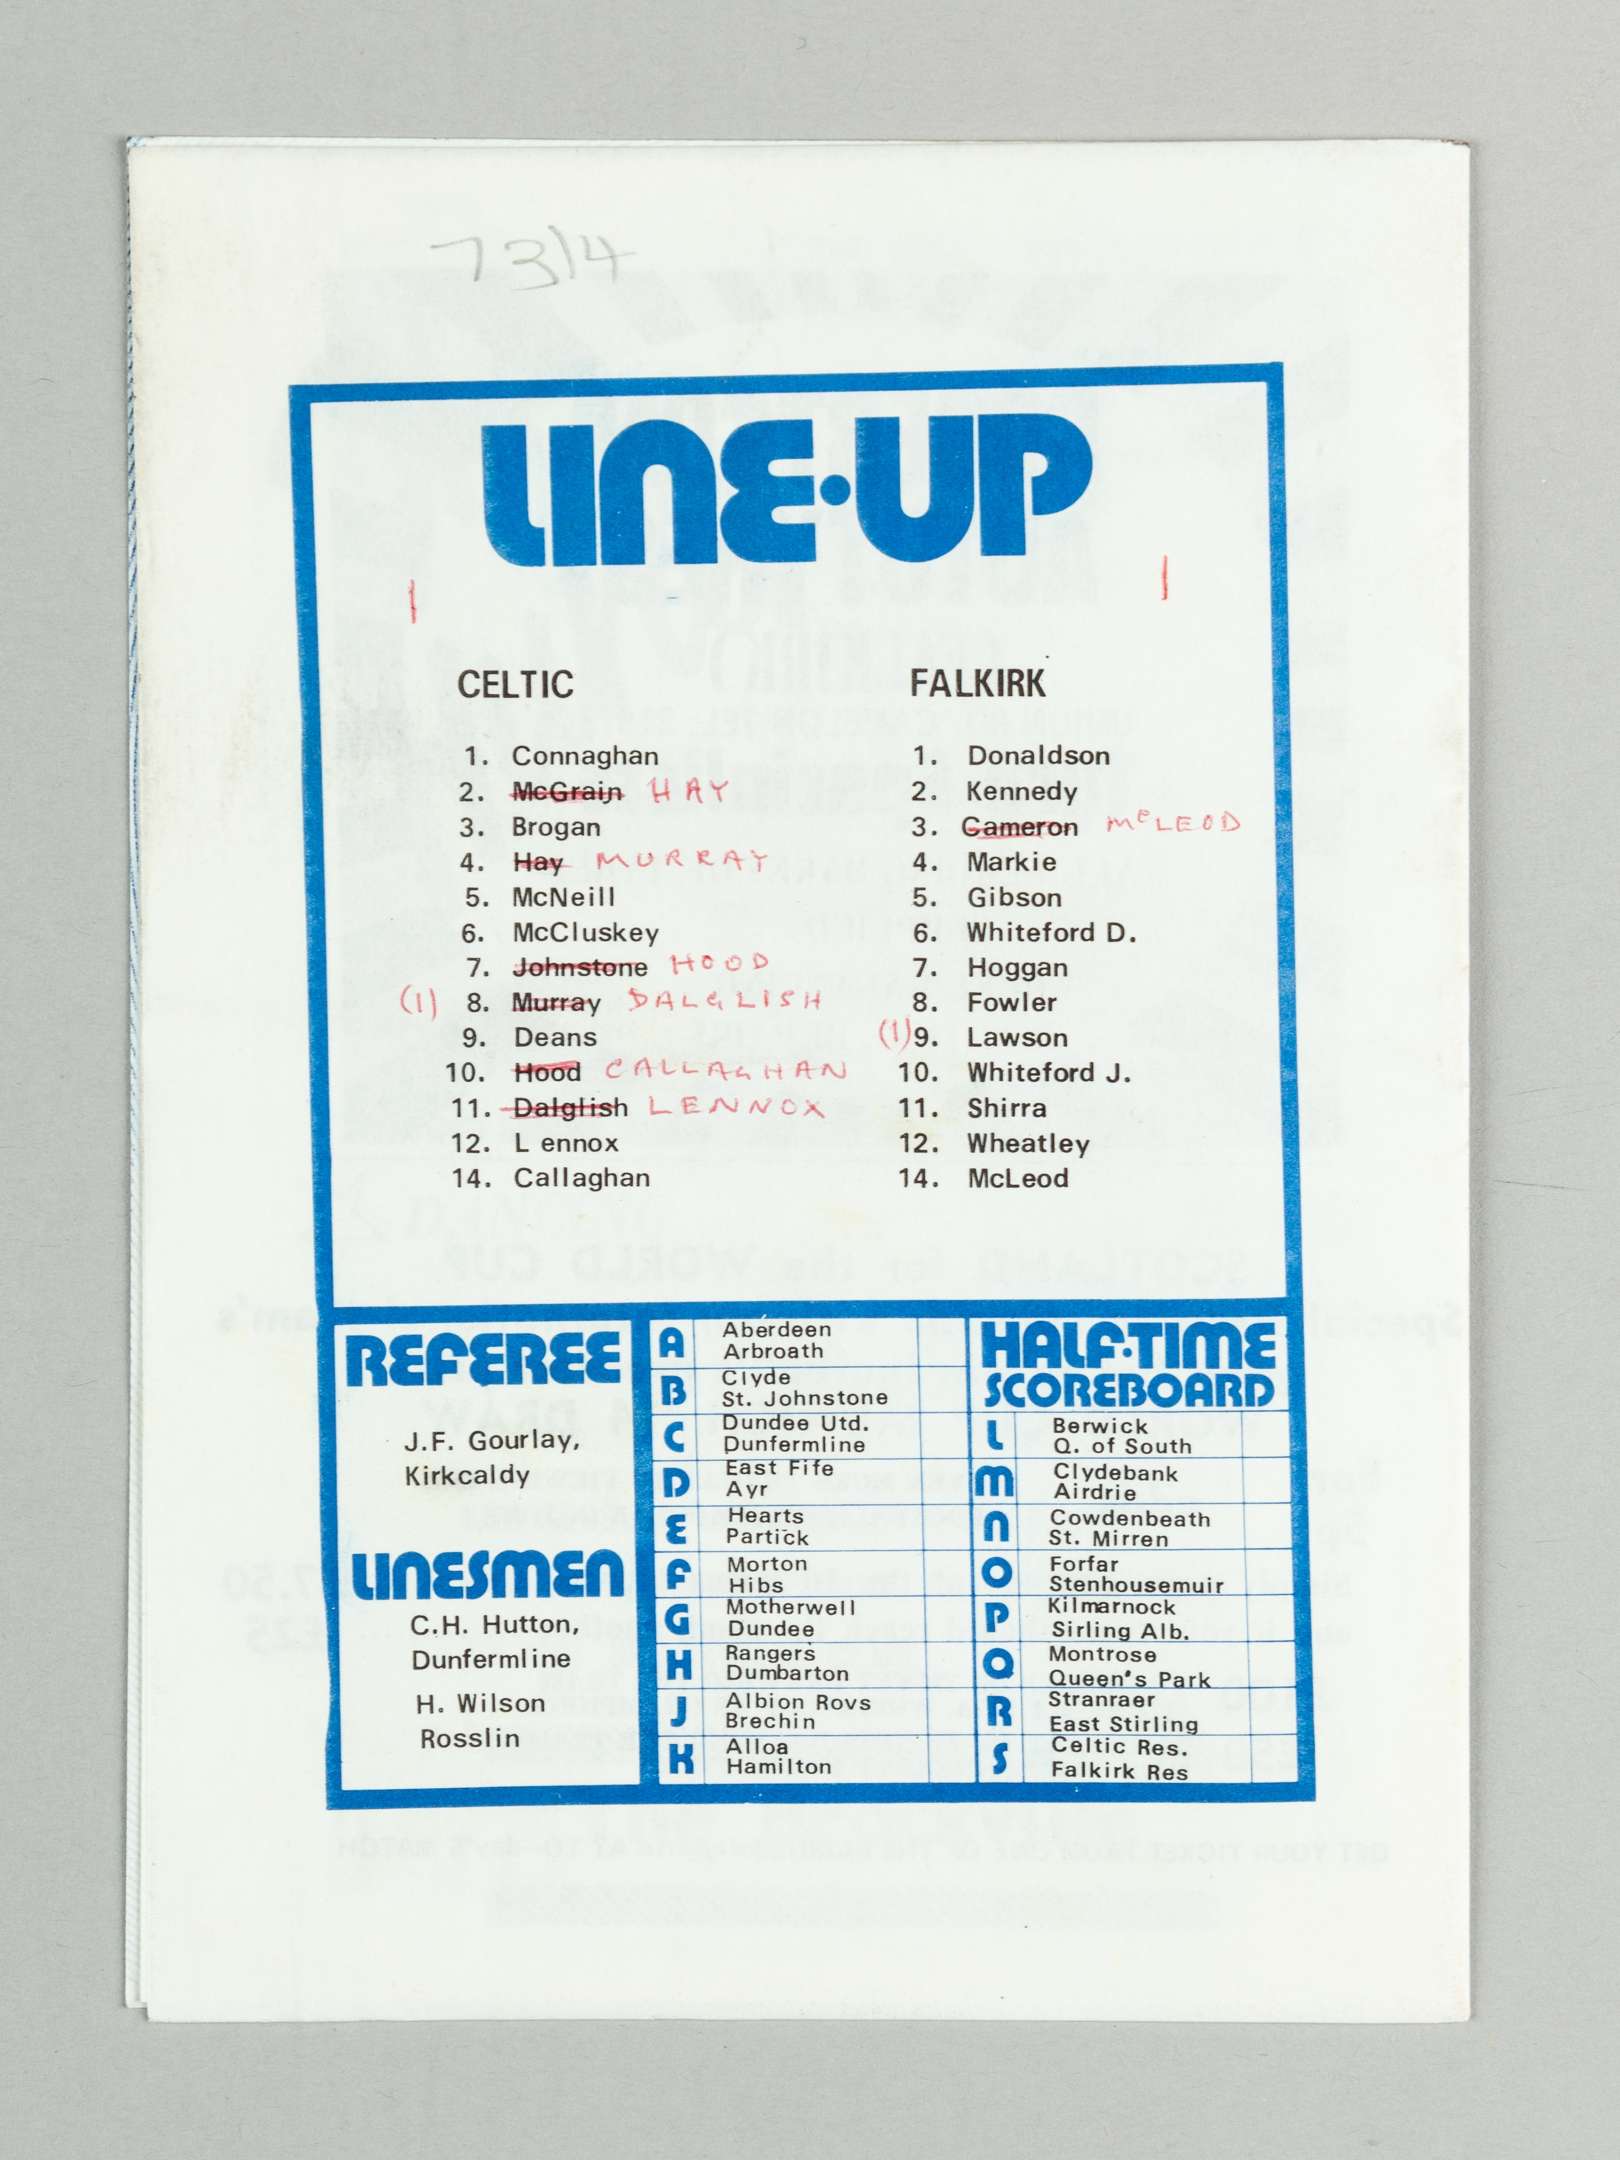 73/4
LINE·UP
1 1
CELTIC
1. Connaghan
2. McGrain HAY
3. Brogan
4. Hay MURRAY
5. McNeill
6. McCluskey
7. Johnstone HOOD
(1) 8. Murray DALGLISH
9. Deans
10. Hood CALLAGHAN
11. Dalglish LENNOX
12. L ennox
14. Callaghan
FALKIRK
1. Donaldson
2. Kennedy
3. Cameron McLEOD
4. Markie
5. Gibson
6. Whiteford D.
7. Hoggan
8. Fowler
(1) 9. Lawson
10. Whiteford J.
11. Shirra
12. Wheatley
14. McLeod
REFEREE
J.F. Gourlay,
Kirkcaldy
LINESMEN
C.H. Hutton,
Dunfermline
H. Wilson
Rosslin
A Aberdeen
Arbroath
B Clyde
St. Johnstone
C Dundee Utd.
Dunfermline
D East Fife
Ayr
E Hearts
Partick
F Morton
Hibs
G Motherwell
Dundee
H Rangers
Dumbarton
J Albion Rovs
Brechin
K Alloa
Hamilton
HALF·TIME
SCOREBOARD
L Berwick
Q. of South
M Clydebank
Airdrie
N Cowdenbeath
St. Mirren
O Forfar
Stenhousemuir
P Kilmarnock
Sirling Alb.
Q Montrose
Queen's Park
R Stranraer
East Stirling
S Celtic Res.
Falkirk Res